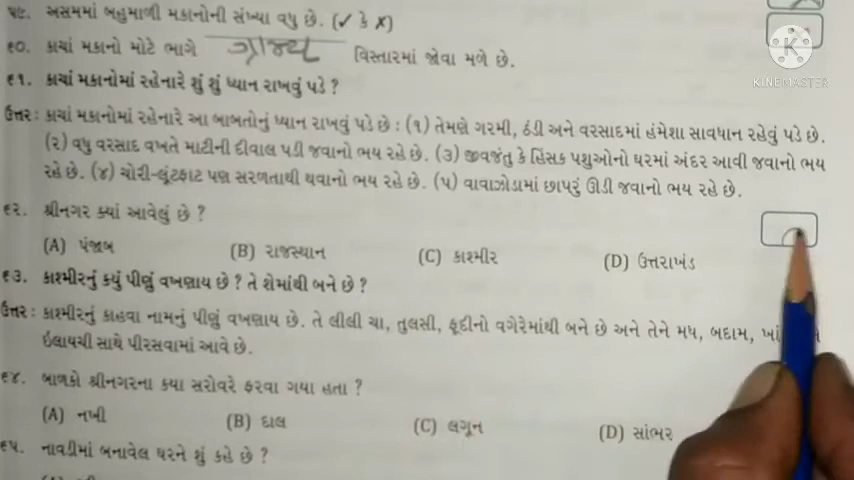 ૫૯. અસમમાં બહુમાળી મકાનોની સંખ્યા વધુ છે. (✓ કે ✗)
૬૦. કાચાં મકાનો મોટે ભાગે ગ્રામ્ય વિસ્તારમાં જોવા મળે છે.
KINEMASTER
૬૧. કાચાં મકાનોમાં રહેનારે શું શું ધ્યાન રાખવું પડે ?
ઉત્તર : કાચાં મકાનોમાં રહેનારે આ બાબતોનું ધ્યાન રાખવું પડે છે : (૧) તેમણે ગરમી, ઠંડી અને વરસાદમાં હંમેશા સાવધાન રહેવું પડે છે.
(૨) વધુ વરસાદ વખતે માટીની દીવાલ પડી જવાનો ભય રહે છે. (૩) જીવજંતુ કે હિંસક પશુઓનો ઘરમાં અંદર આવી જવાનો ભય
રહે છે. (૪) ચોરી-લૂંટફાટ પણ સરળતાથી થવાનો ભય રહે છે. (૫) વાવાઝોડામાં છાપરું ઊડી જવાનો ભય રહે છે.
૬૨. શ્રીનગર ક્યાં આવેલું છે ?
(A) પંજાબ (B) રાજસ્થાન (C) કાશ્મીર (D) ઉત્તરાખંડ
૬૩. કાશ્મીરનું કયું પીણું વખણાય છે ? તે શેમાંથી બને છે ?
ઉત્તર : કાશ્મીરનું કાહવા નામનું પીણું વખણાય છે. તે લીલી ચા, તુલસી, ફૂદીનો વગેરેમાંથી બને છે અને તેને મધ, બદામ,
ઇલાયચી સાથે પીરસવામાં આવે છે.
૬૪. બાળકો શ્રીનગરના કયા સરોવરે ફરવા ગયા હતા ?
(A) નખી (B) દાલ (C) લગૂન (D) સાંભર
૬૫. નાવડીમાં બનાવેલ ઘરને શું કહે છે ?